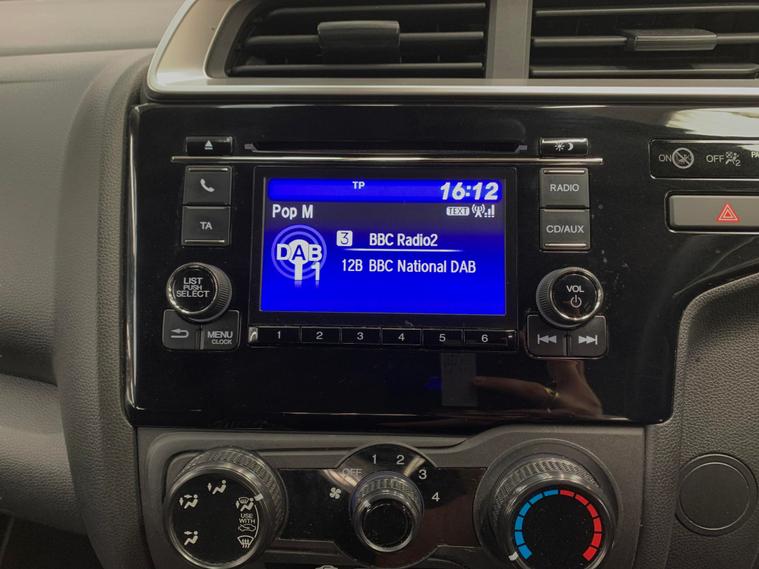 TP 16:12
RADIO
ON OFF 2
Pop M TEXT
TA
CD/AUX
3 BBC Radio2
DAB 1
12B BBC National DAB
LIST
PUSH
SELECT
VOL
MENU
CLOCK
1 2 3 4 5 6
OFF 1 2 3 4
USE
WITH